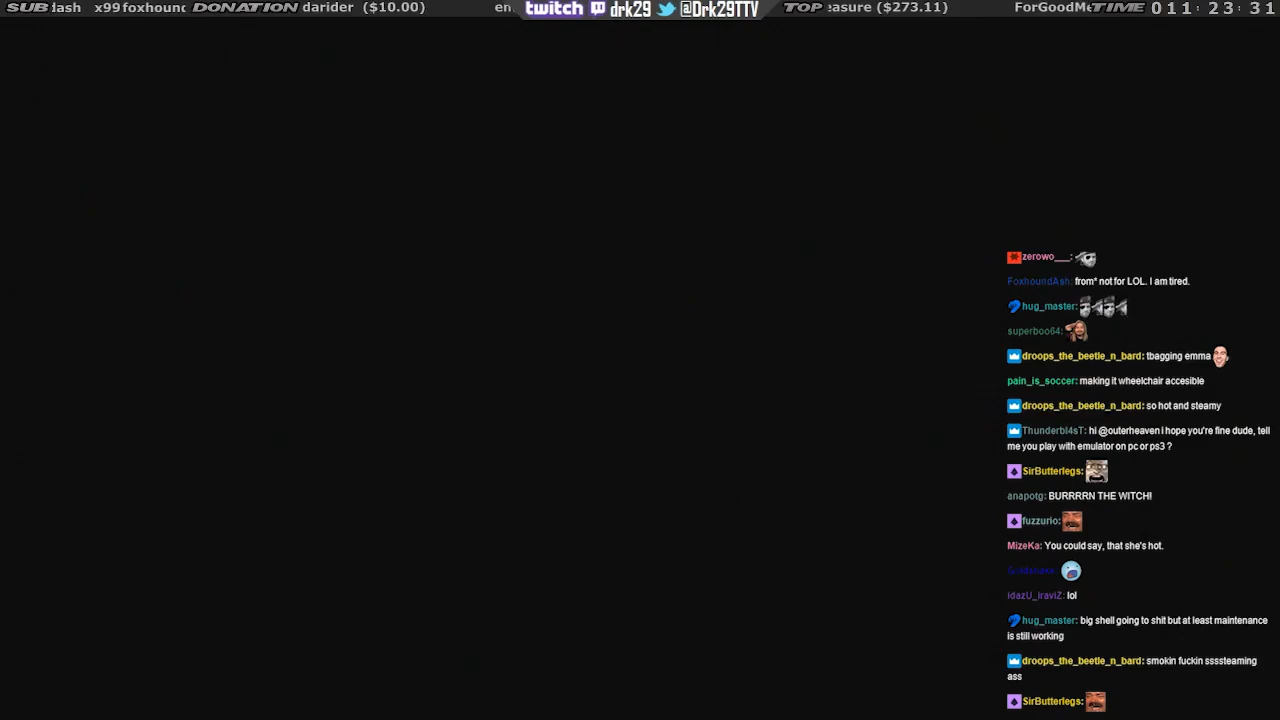 SUB dash x99foxhound DONATION darider ($10.00) en twitch drk29 @Drk29TTV TOP easure ($273.11) ForGoodMe TIME 011:23:31
zerowo___:
FoxhoundAsh: from* not for LOL. I am tired.
hug_master:
superboo64:
droops_the_beetle_n_bard: tbagging emma
pain_is_soccer: making it wheelchair accesible
droops_the_beetle_n_bard: so hot and steamy
Thunderbl4sT: hi @outerheaven i hope you're fine dude, tell
me you play with emulator on pc or ps3 ?
SirButterlegs:
anapotg: BURRRRN THE WITCH!
fuzzurio:
MizeKa: You could say, that she's hot.
idazU_iraviZ: lol
hug_master: big shell going to shit but at least maintenance
is still working
droops_the_beetle_n_bard: smokin fuckin ssssteaming
ass
SirButterlegs: